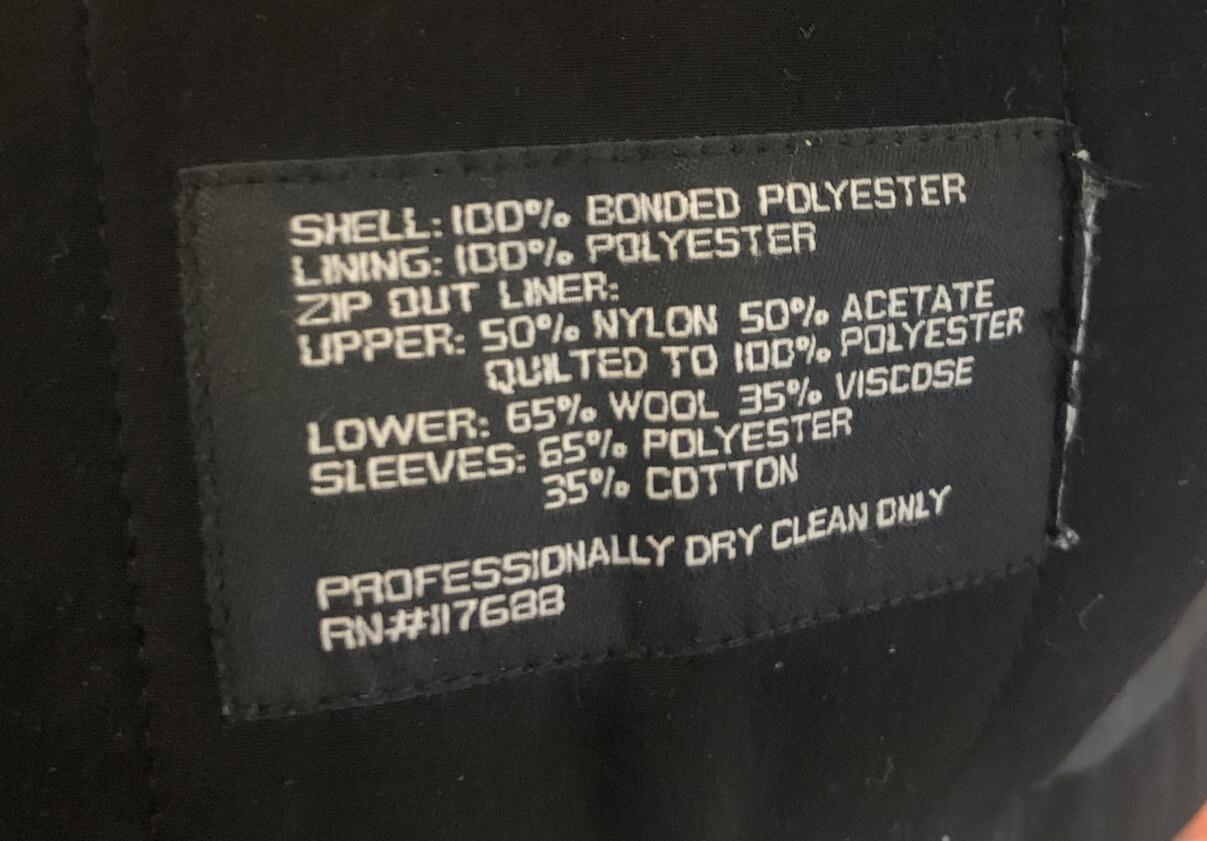 SHELL: 100% BONDED POLYESTER
LINING: 100% POLYESTER
ZIP OUT LINER:
UPPER: 50% NYLON 50% ACETATE
QUILTED TO 100% POLYESTER
LOWER: 65% WOOL 35% VISCOSE
SLEEVES: 65% POLYESTER
35% COTTON
PROFESSIONALLY DRY CLEAN ONLY
RN#117688